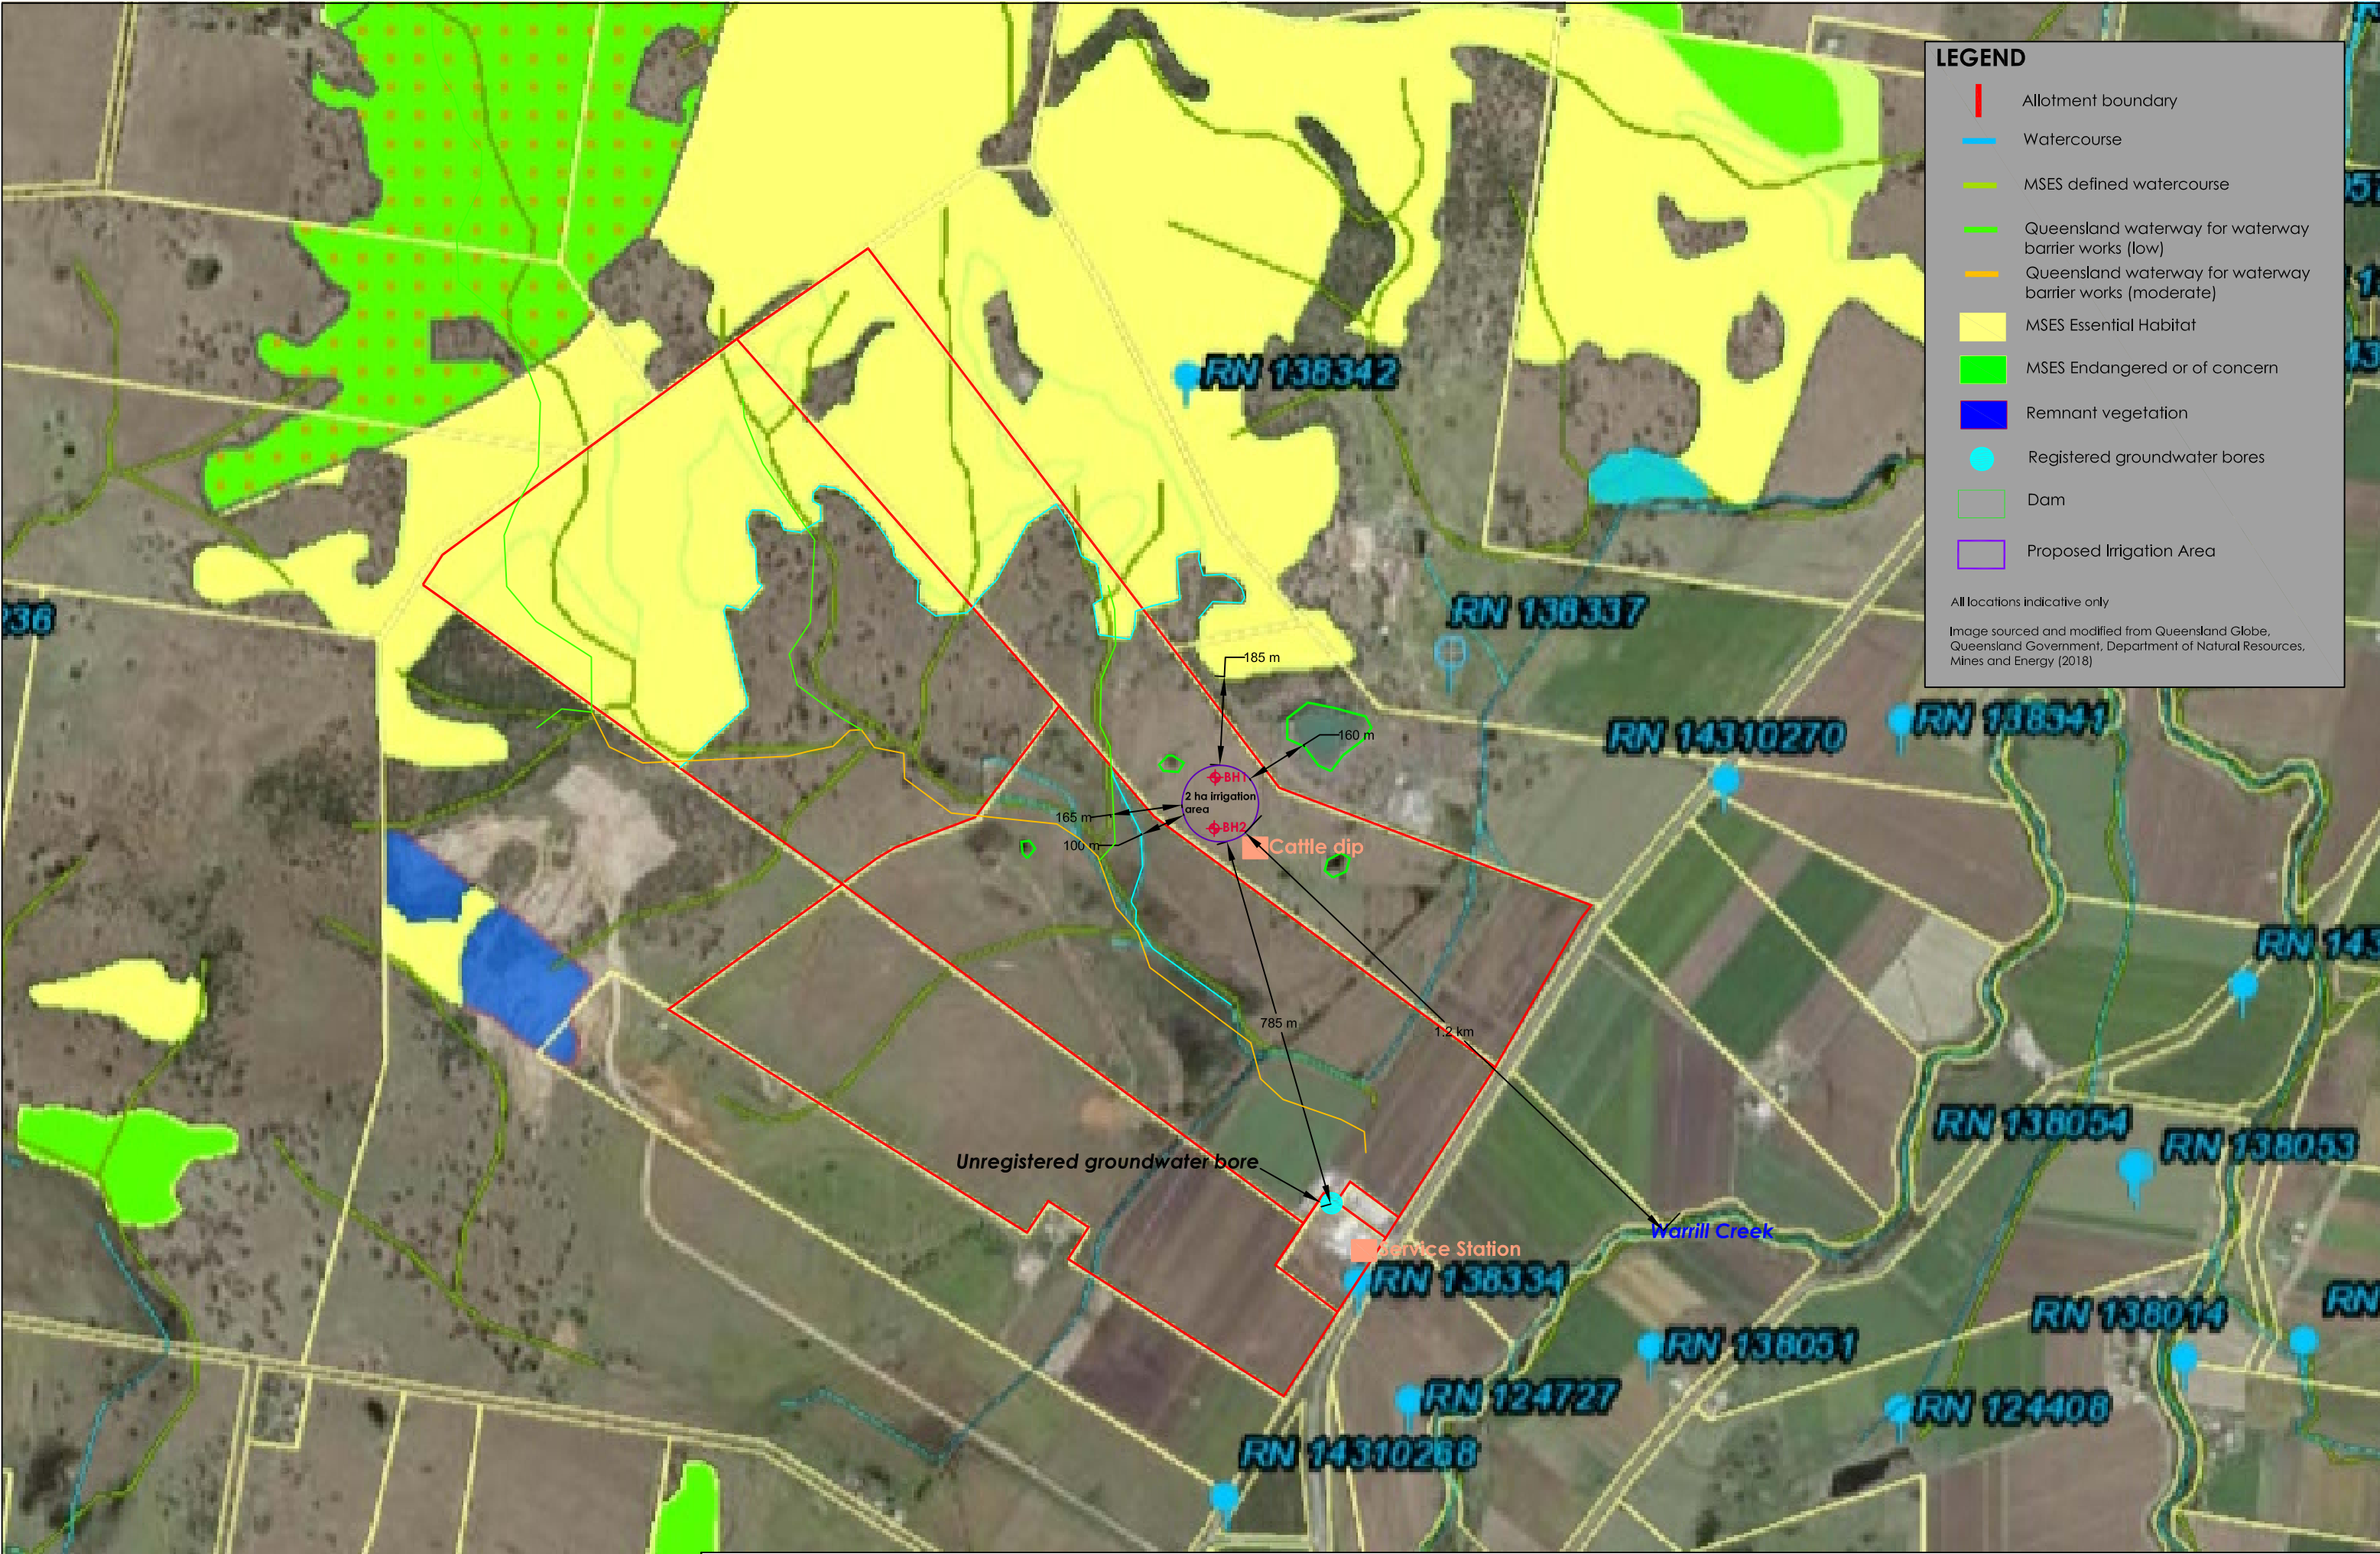 LEGEND
Allotment boundary
Watercourse
MSES defined watercourse
Queensland waterway for waterway
barrier works (low)
Queensland waterway for waterway
barrier works (moderate)
MSES Essential Habitat
MSES Endangered or of concern
Remnant vegetation
Registered groundwater bores
Dam
Proposed Irrigation Area
All locations indicative only
Image sourced and modified from Queensland Globe,
Queensland Government, Department of Natural Resources,
Mines and Energy (2018)
RN 138342
RN 138337
RN 14310270
RN 138341
185 m
160 m
BH1
2 ha irrigation
area
BH2
165 m
100 m
Cattle dip
785 m
1.2 km
RN 143
RN 138054
RN 138053
Unregistered groundwater bore
Warrill Creek
Service Station
RN 138334
RN 138014
RN
RN 138051
RN 124727
RN 124408
RN 14310268